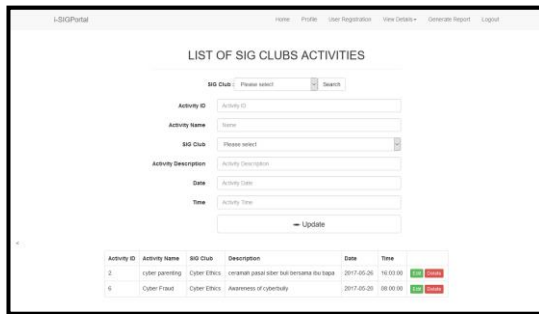 i-SIGPortal Home Profile User Registration View Details Generate Report Logout
LIST OF SIG CLUBS ACTIVITIES
SIG Club : Please select Search
Activity ID Activity ID
Activity Name Name
SIG Club Please select
Activity Description Activity Description
Date Activity Date
Time Activity Time
Update
Activity ID Activity Name SIG Club Description Date Time
2 cyber parenting Cyber Ethics ceramah pasal siber buli bersama ibu bapa 2017-05-26 16:03:00 Edit Delete
6 Cyber Fraud Cyber Ethics Awareness of cyberbully 2017-05-20 08:00:00 Edit Delete